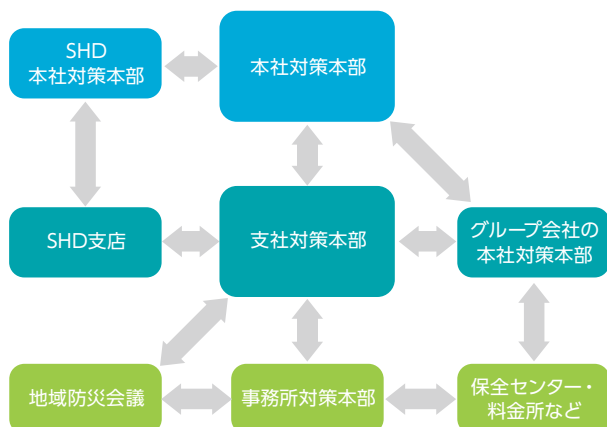 SHD
本社対策本部
本社対策本部
SHD支店
支社対策本部
グループ会社の
本社対策本部
地域防災会議
事務所対策本部
保全センター・
料金所など